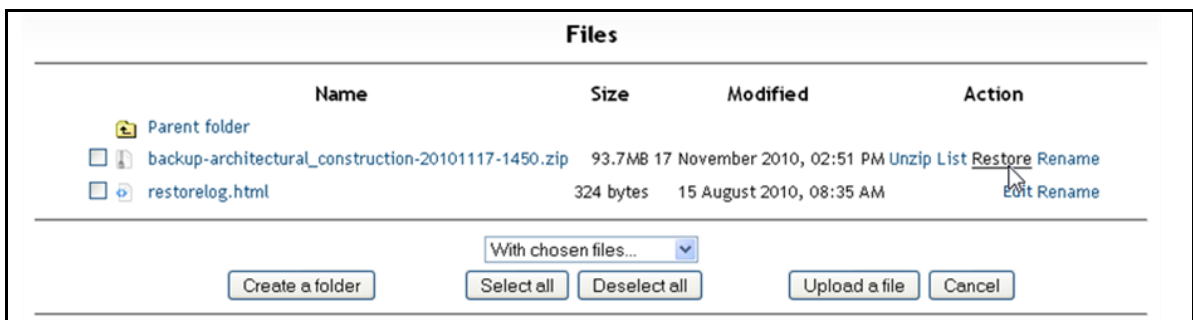 Files
Name Size Modified Action
Parent folder
backup-architectural_construction-20101117-1450.zip 93.7MB 17 November 2010, 02:51 PM Unzip List Restore Rename
restorelog.html 324 bytes 15 August 2010, 08:35 AM Edit Rename
With chosen files...
Create a folder Select all Deselect all Upload a file Cancel